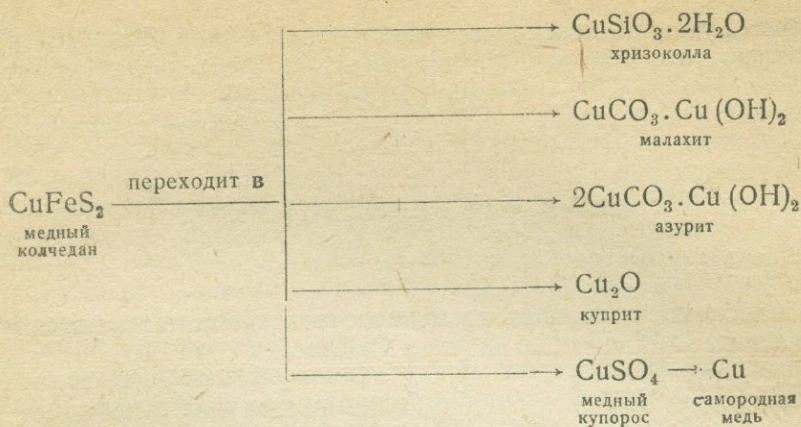 CuSiO₃.2H₂O
хризоколла
CuCO₃.Cu (OH)₂
малахит
CuFeS₂ переходит в
медный
колчедан
2CuCO₃.Cu (OH)₂
азурит
Cu₂O
куприт
CuSO₄ → Cu
медный самородная
купорос медь